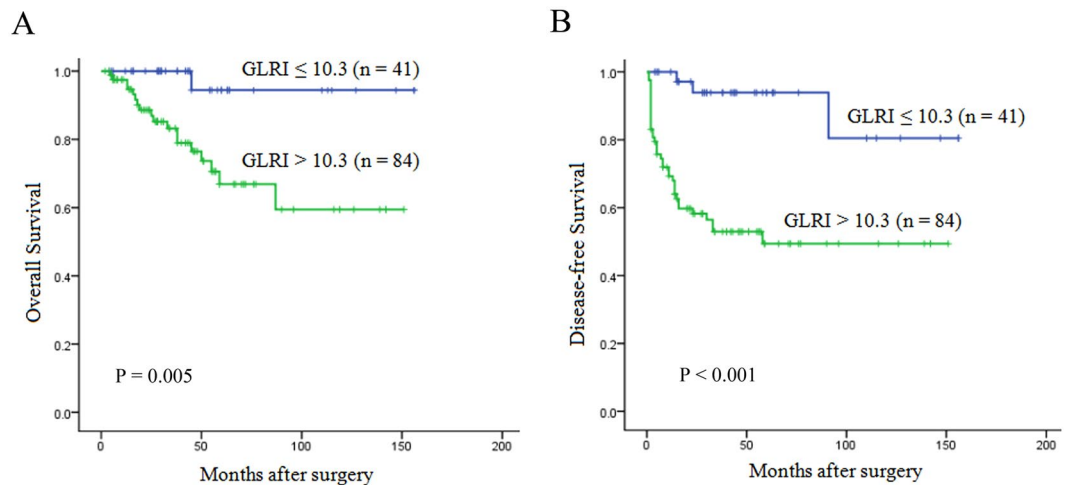 A
Overall Survival
1.0
0.8
0.6
0.4
0.2
0.0
GLRI ≤ 10.3 (n = 41)
GLRI > 10.3 (n = 84)
P = 0.005
0 50 100 150 200
Months after surgery
B
Disease-free Survival
1.0
0.8
0.6
0.4
0.2
0.0
GLRI ≤ 10.3 (n = 41)
GLRI > 10.3 (n = 84)
P < 0.001
0 50 100 150 200
Months after surgery